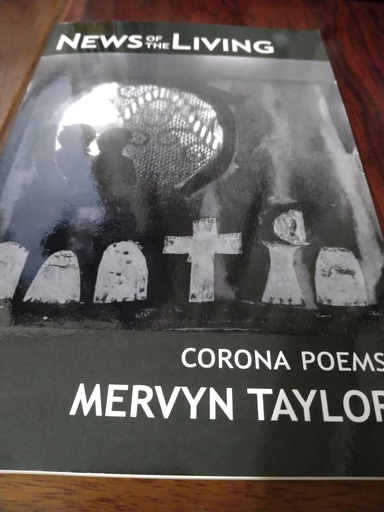 NEWS OF THE LIVING
CORONA POEMS
MERVYN TAYLOR